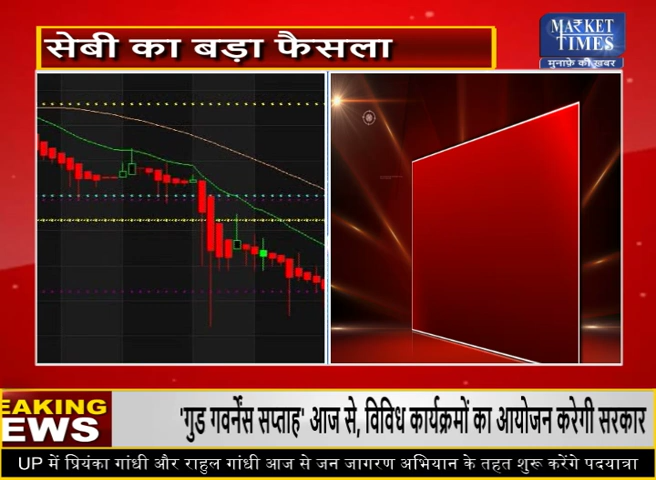 सेबी का बड़ा फैसला
MARKET
TIMES
मुनाफ़े की ख़बर
EAKING
EWS
'गुड गवर्नेंस सप्ताह' आज से, विविध कार्यक्रमों का आयोजन करेगी सरकार
UP में प्रियंका गांधी और राहुल गांधी आज से जन जागरण अभियान के तहत शुरू करेंगे पदयात्रा